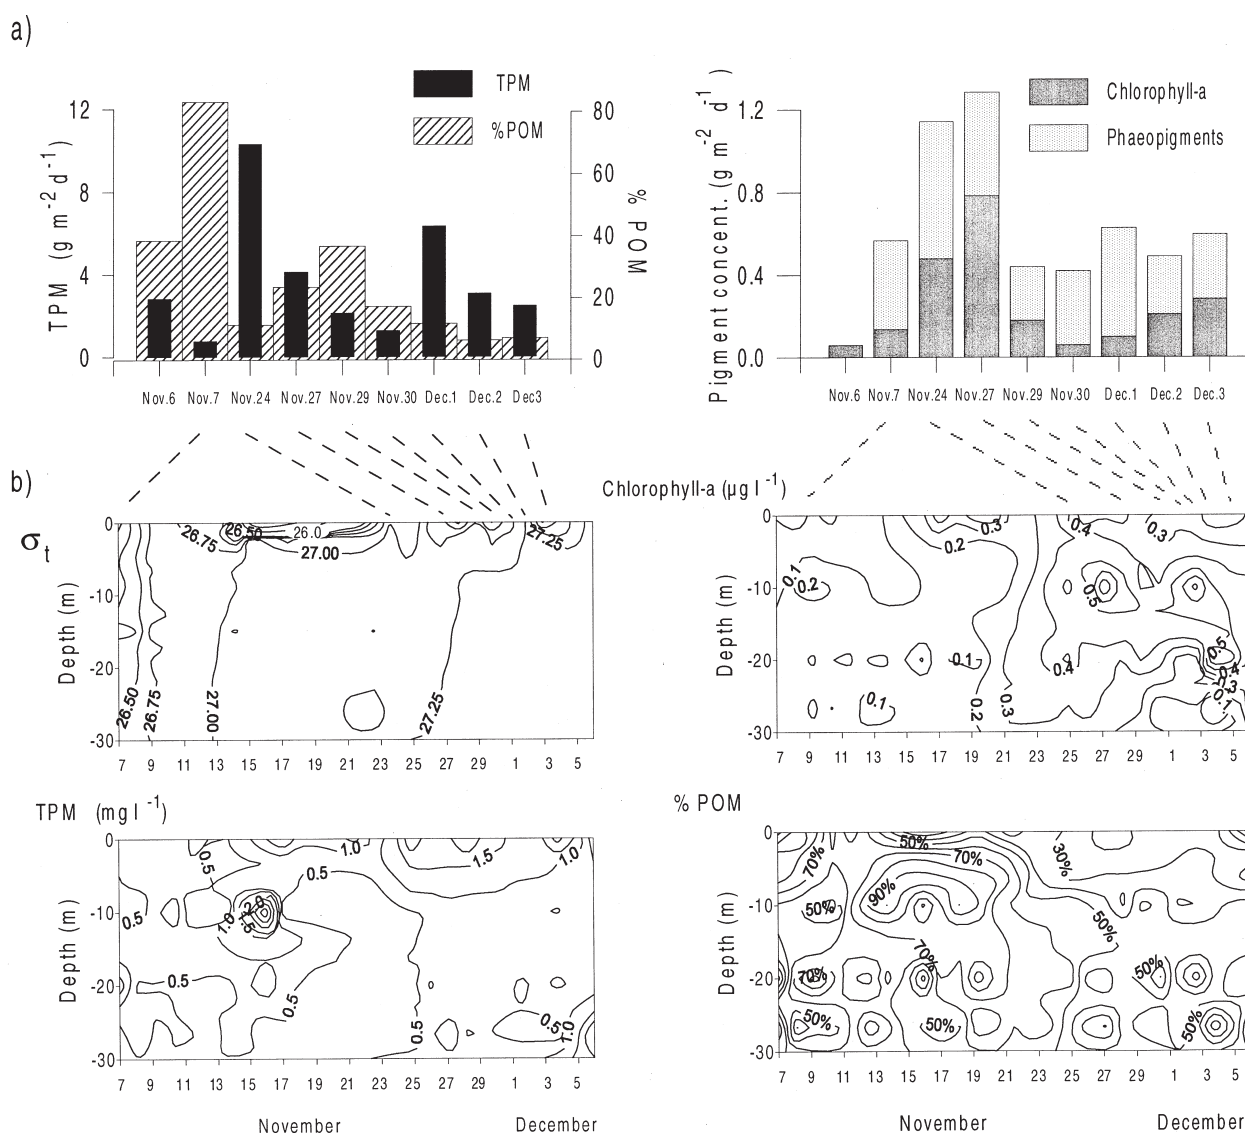 a)
TPM
%POM
12
8
4
0
TPM (g m-2 d-1)
80
60
40
20
0
% POM
Nov.6 Nov.7 Nov.24 Nov.27 Nov.29 Nov.30 Dec.1 Dec.2 Dec3
Chlorophyll-a
Phaeopigments
1.2
0.8
0.4
0.0
Pigment concent. (g m-2 d-1)
Nov.6 Nov.7 Nov.24 Nov.27 Nov.29 Nov.30 Dec.1 Dec.2 Dec.3
b)
σt
0
-10
-20
-30
Depth (m)
26.75 26.50 26.0 27.00 27.25
26.50 26.75 27.00 27.25
7 9 11 13 15 17 19 21 23 25 27 29 1 3 5
Chlorophyll-a (µg l-1)
0
-10
-20
-30
Depth (m)
0.3 0.4 0.3
0.2
0.1
0.2 0.5
0.1 0.4 0.5 0.4 0.3
0.1 0.2 0.3 0.1
7 9 11 13 15 17 19 21 23 25 27 29 1 3 5
TPM (mg l-1)
0
-10
-20
-30
Depth (m)
0.5 1.0 1.5 1.0
0.5
0.5 1.0 2.0
0.5
0.5 0.5 0.5 1.0
7 9 11 13 15 17 19 21 23 25 27 29 1 3 5
November December
% POM
0
-10
-20
-30
Depth (m)
70% 50% 70% 30%
90%
50% 50%
70%
70% 50%
50% 50% 50%
7 9 11 13 15 17 19 21 23 25 27 29 1 3 5
November December